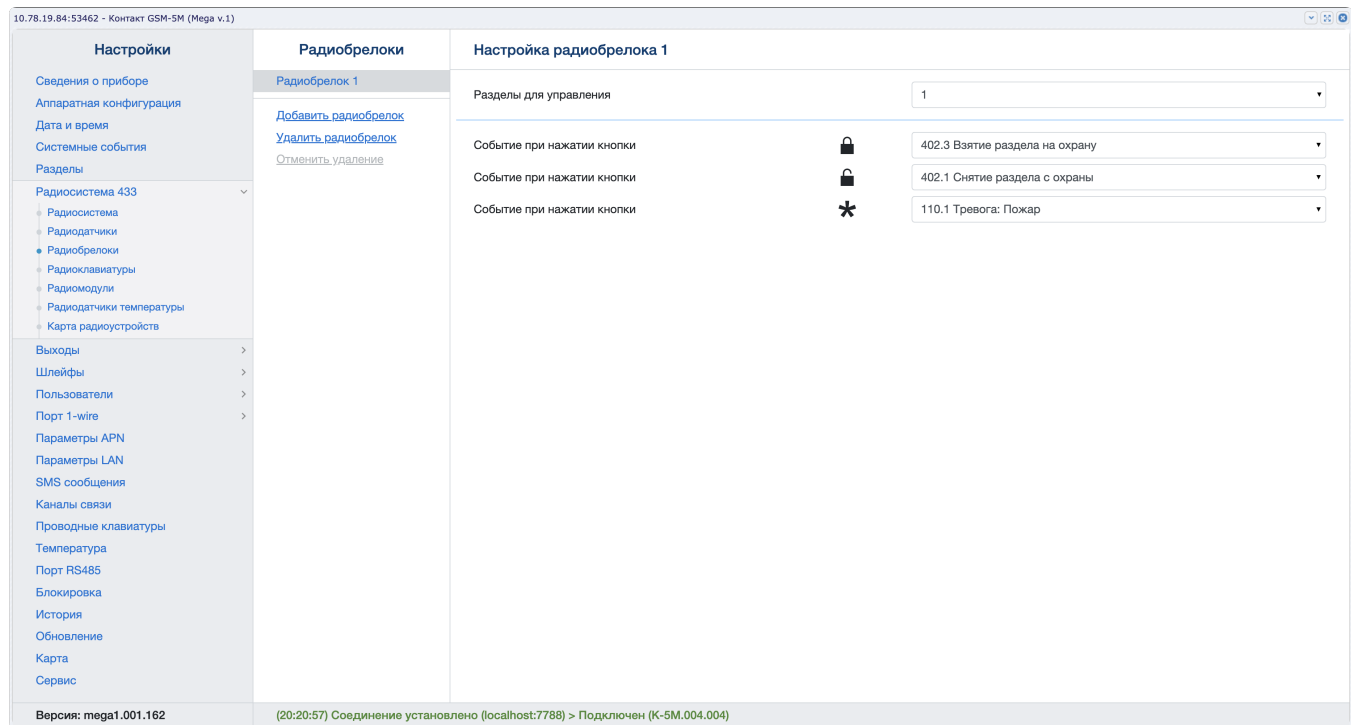 10.78.19.84:53462 - Контакт GSM-5M (Mega v.1)
Настройки
Сведения о приборе
Аппаратная конфигурация
Дата и время
Системные события
Разделы
Радиосистема 433
Радиосистема
Радиодатчики
Радиобрелоки
Радиоклавиатуры
Радиомодули
Радиодатчики температуры
Карта радиоустройств
Выходы
Шлейфы
Пользователи
Порт 1-wire
Параметры APN
Параметры LAN
SMS сообщения
Каналы связи
Проводные клавиатуры
Температура
Порт RS485
Блокировка
История
Обновление
Карта
Сервис
Версия: mega1.001.162
Радиобрелоки
Радиобрелок 1
Добавить радиобрелок
Удалить радиобрелок
Отменить удаление
Настройка радиобрелока 1
Разделы для управления 1
Событие при нажатии кнопки 402.3 Взятие раздела на охрану
Событие при нажатии кнопки 402.1 Снятие раздела с охраны
Событие при нажатии кнопки * 110.1 Тревога: Пожар
(20:20:57) Соединение установлено (localhost:7788) > Подключен (K-5M.004.004)